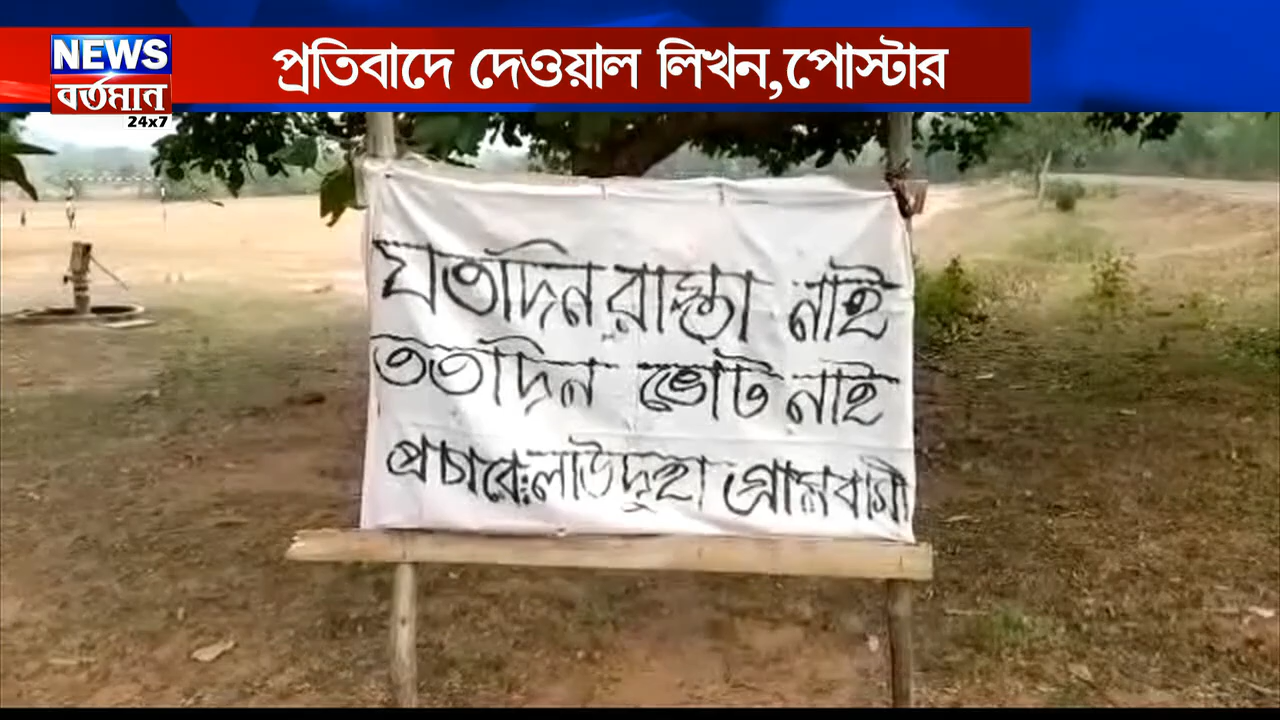 প্রতিবাদে দেওয়াল লিখন,পোস্টার
NEWS
বর্তমান
24x7
যতদিন রাস্তা নাই
ততদিন ভোট নাই
প্রচারে:লাউদুহা গ্রামবাসী